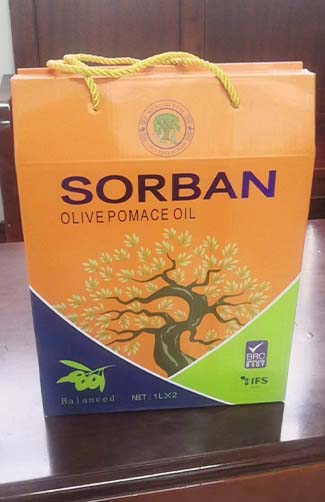 SORBAN
OLIVE POMACE OIL
Balanced
NET : 1L×2
BRC
IFS